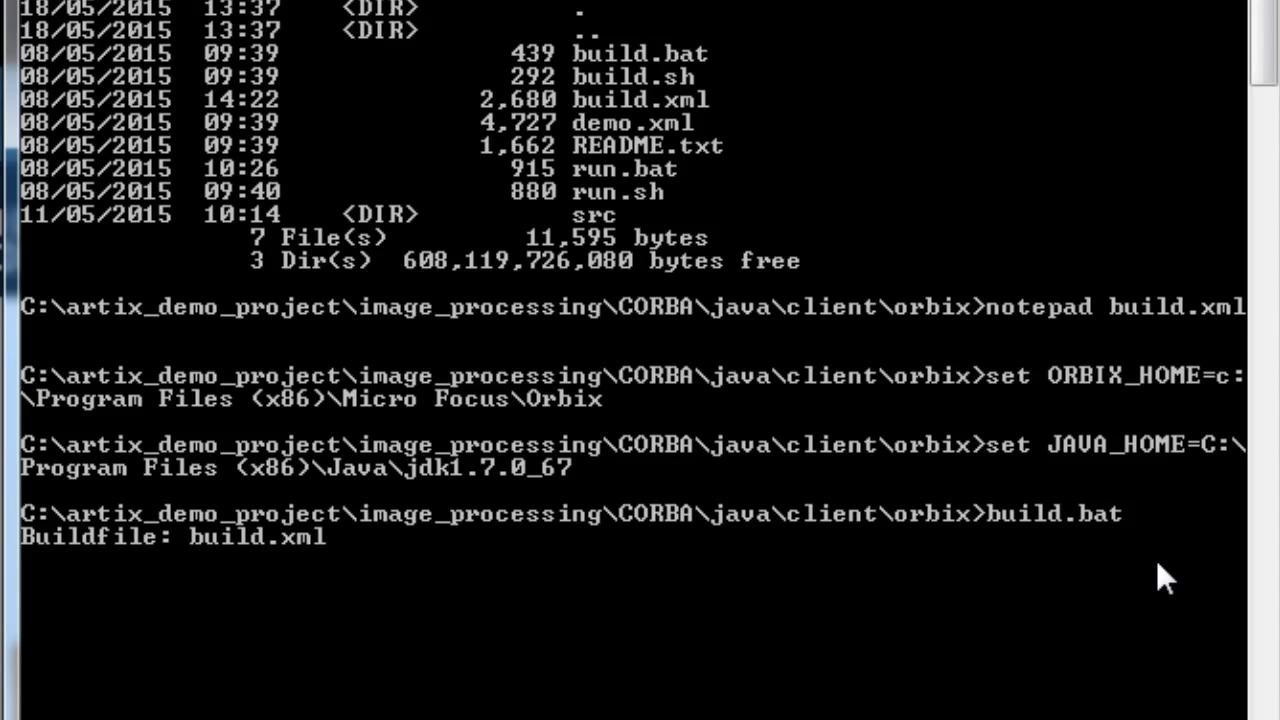 18/05/2015  13:37    <DIR>          .
18/05/2015  13:37    <DIR>          ..
08/05/2015  09:39               439 build.bat
08/05/2015  09:39               292 build.sh
08/05/2015  14:22             2,680 build.xml
08/05/2015  09:39             4,727 demo.xml
08/05/2015  09:39             1,662 README.txt
08/05/2015  10:26               915 run.bat
08/05/2015  09:40               880 run.sh
11/05/2015  10:14    <DIR>          src
7 File(s)         11,595 bytes
3 Dir(s)  608,119,726,080 bytes free
C:\artix_demo_project\image_processing\CORBA\java\client\orbix>notepad build.xml
C:\artix_demo_project\image_processing\CORBA\java\client\orbix>set ORBIX_HOME=c:
\Program Files (x86)\Micro Focus\Orbix
C:\artix_demo_project\image_processing\CORBA\java\client\orbix>set JAVA_HOME=C:\
Program Files (x86)\Java\jdk1.7.0_67
C:\artix_demo_project\image_processing\CORBA\java\client\orbix>build.bat
Buildfile: build.xml